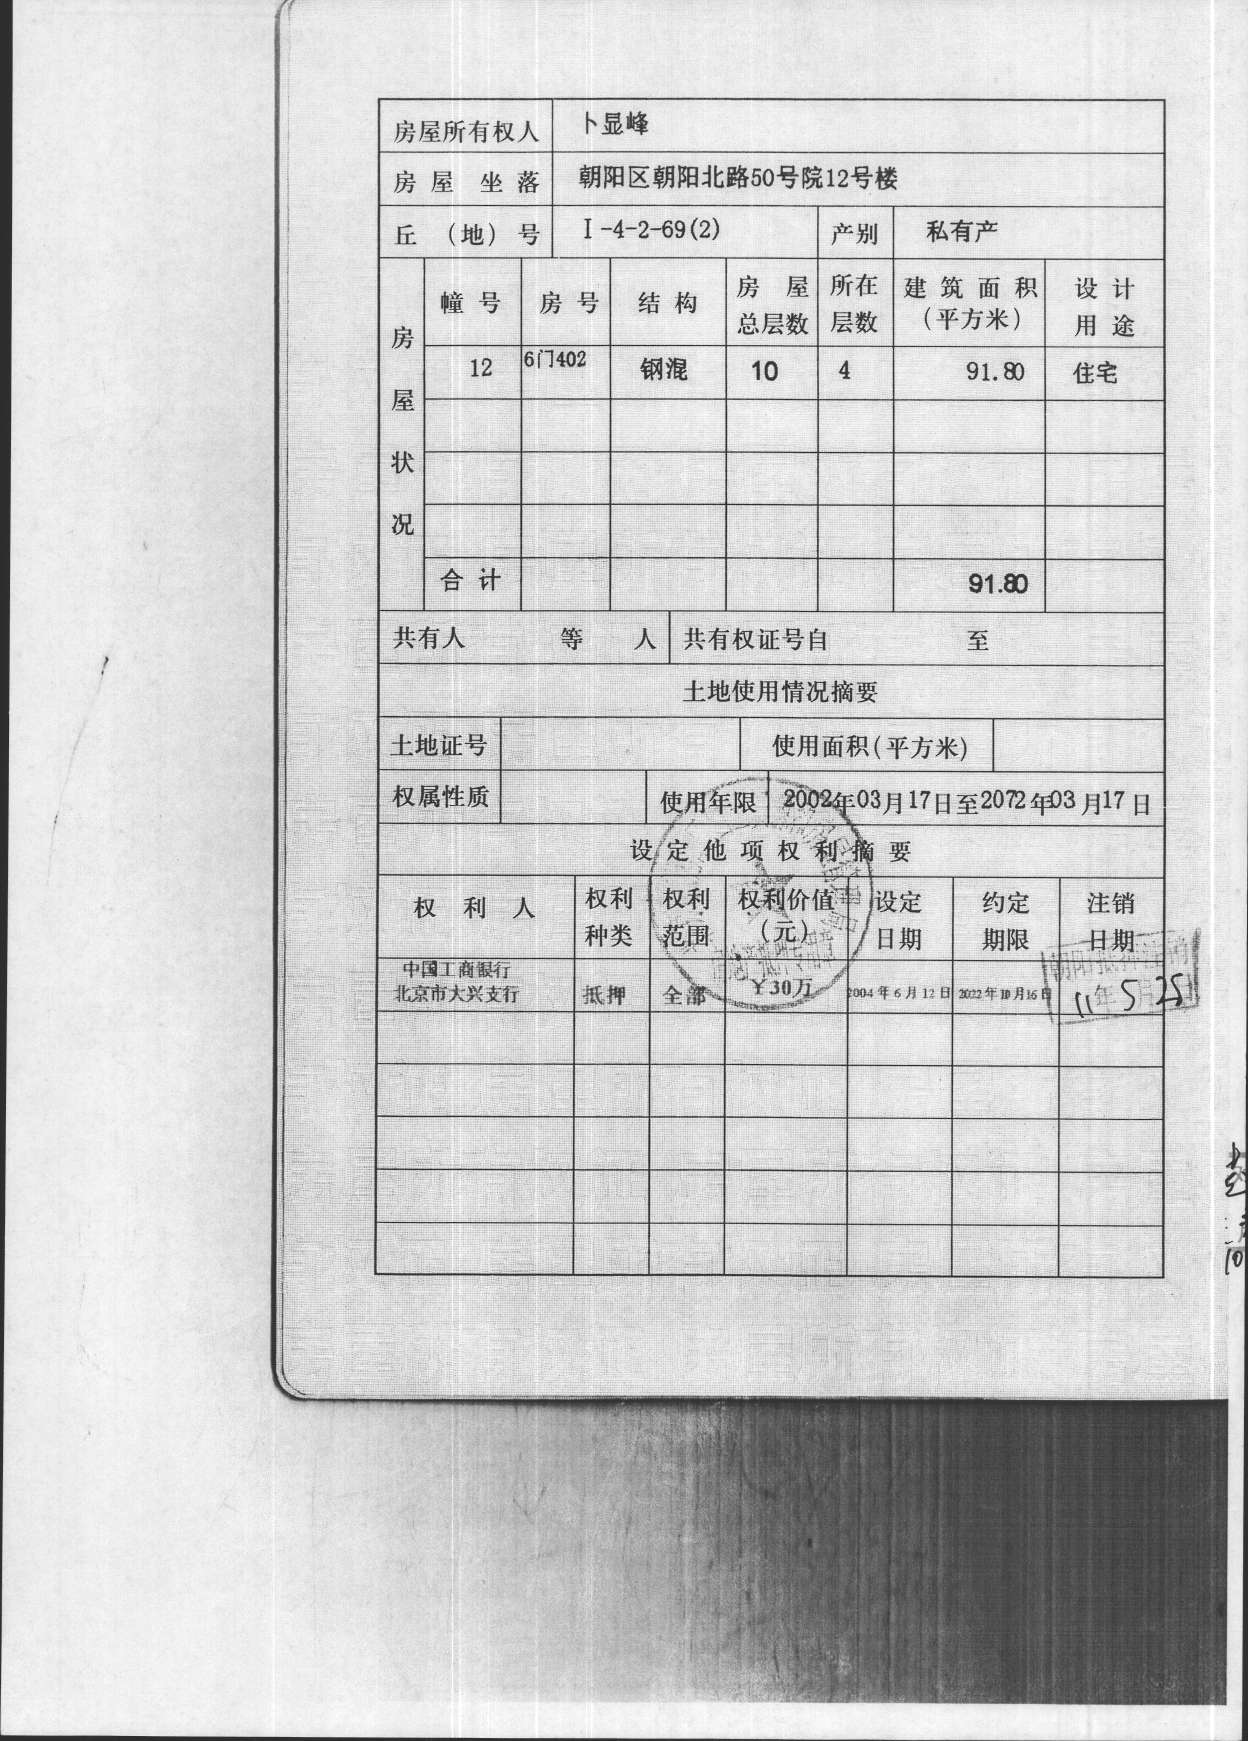 房屋所有权人 卜显峰
房屋坐落 朝阳区朝阳北路50号院12号楼
丘（地）号 I-4-2-69(2) 产别 私有产
房屋状况
幢号 房号 结构 房屋总层数 所在层数 建筑面积（平方米） 设计用途
12 6门402 钢混 10 4 91.80 住宅
合计 91.80
共有人 等 人 共有权证号自 至
土地使用情况摘要
土地证号 使用面积(平方米)
权属性质 使用年限 2002年03月17日至2072年03月17日
设定他项权利摘要
权利人 权利种类 权利范围 权利价值（元） 设定日期 约定期限 注销日期
中国工商银行
北京市大兴支行 抵押 全部 ￥30万 2004年6月12日 2022年10月16日 11年5月25日